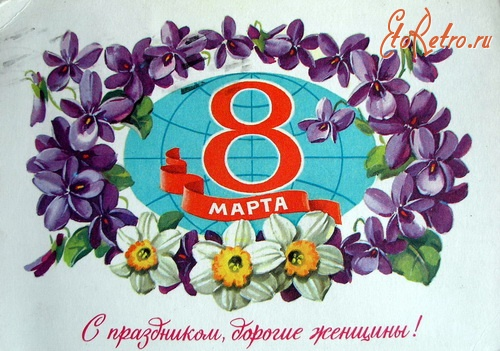 EtoRetro.ru
8
МАРТА
С праздником, дорогие женщины!